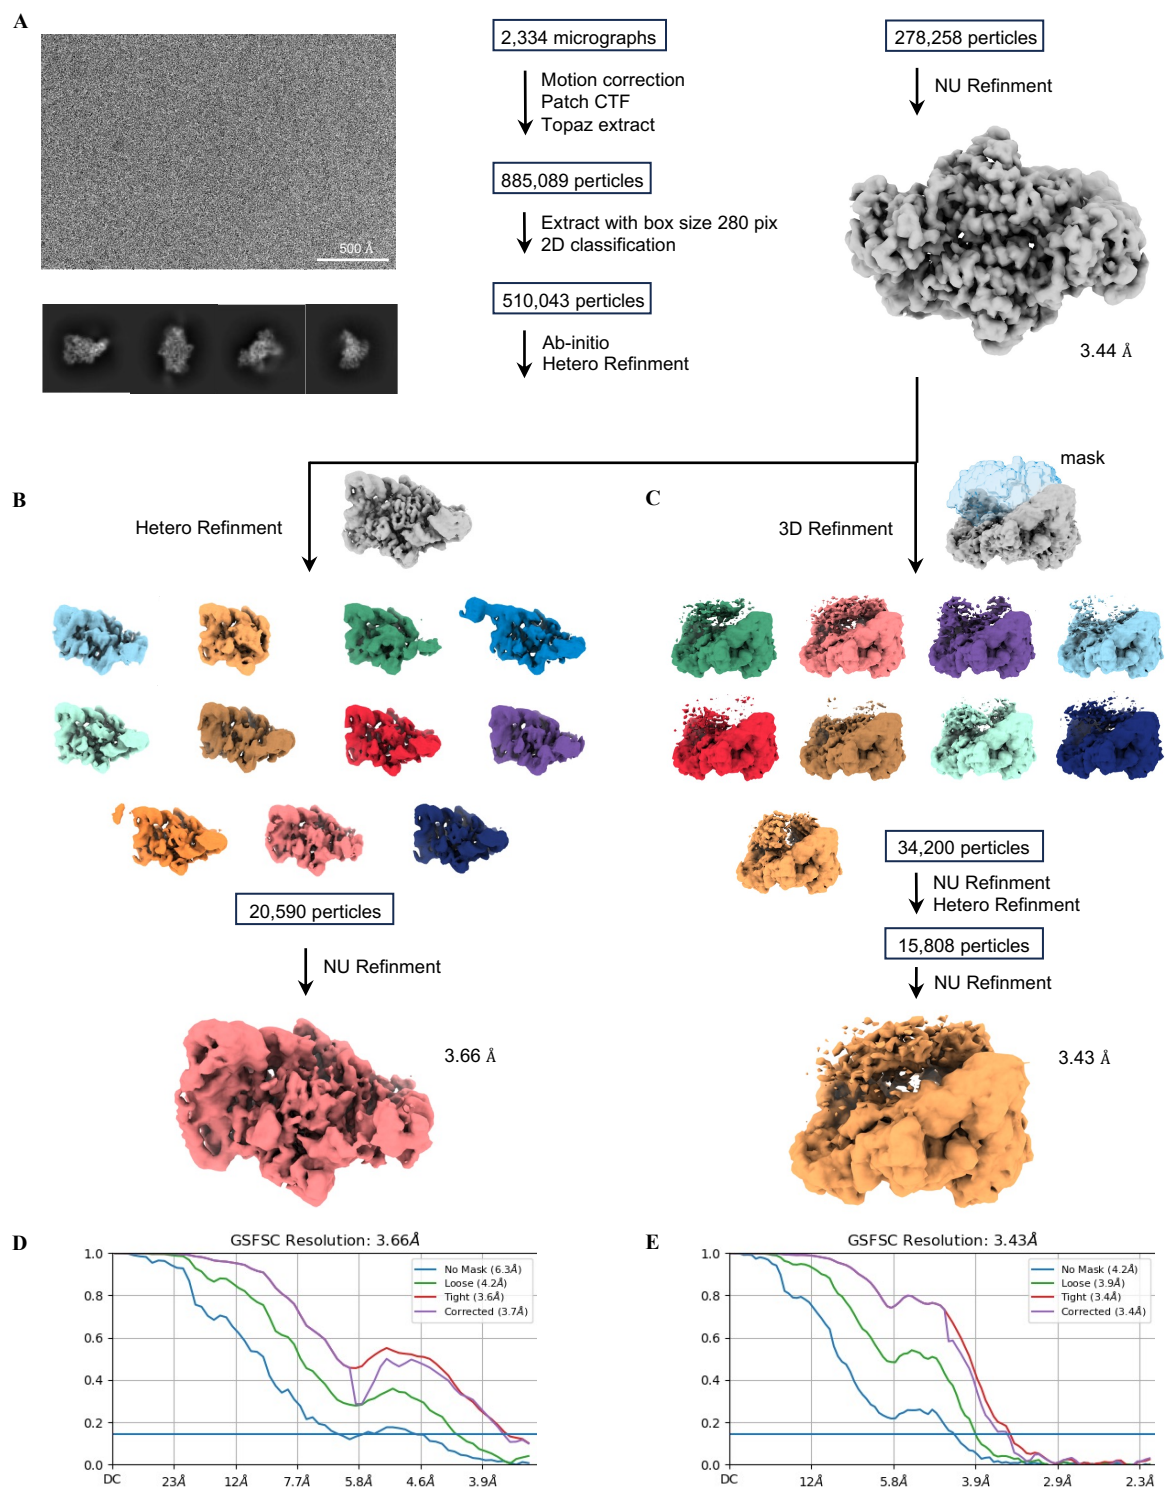 A
500 Å
2,334 micrographs
Motion correction
Patch CTF
Topaz extract
885,089 perticles
Extract with box size 280 pix
2D classification
510,043 perticles
Ab-initio
Hetero Refinment
278,258 perticles
NU Refinment
3.44 Å
B
Hetero Refinment
20,590 perticles
NU Refinment
3.66 Å
C
3D Refinment
mask
34,200 perticles
NU Refinment
Hetero Refinment
15,808 perticles
NU Refinment
3.43 Å
D
GSFSC Resolution: 3.66Å
1.0
0.8
0.6
0.4
0.2
0.0
No Mask (6.3Å)
Loose (4.2Å)
Tight (3.6Å)
Corrected (3.7Å)
DC 23Å 12Å 7.7Å 5.8Å 4.6Å 3.9Å
E
GSFSC Resolution: 3.43Å
1.0
0.8
0.6
0.4
0.2
0.0
No Mask (4.2Å)
Loose (3.9Å)
Tight (3.4Å)
Corrected (3.4Å)
DC 12Å 5.8Å 3.9Å 2.9Å 2.3Å